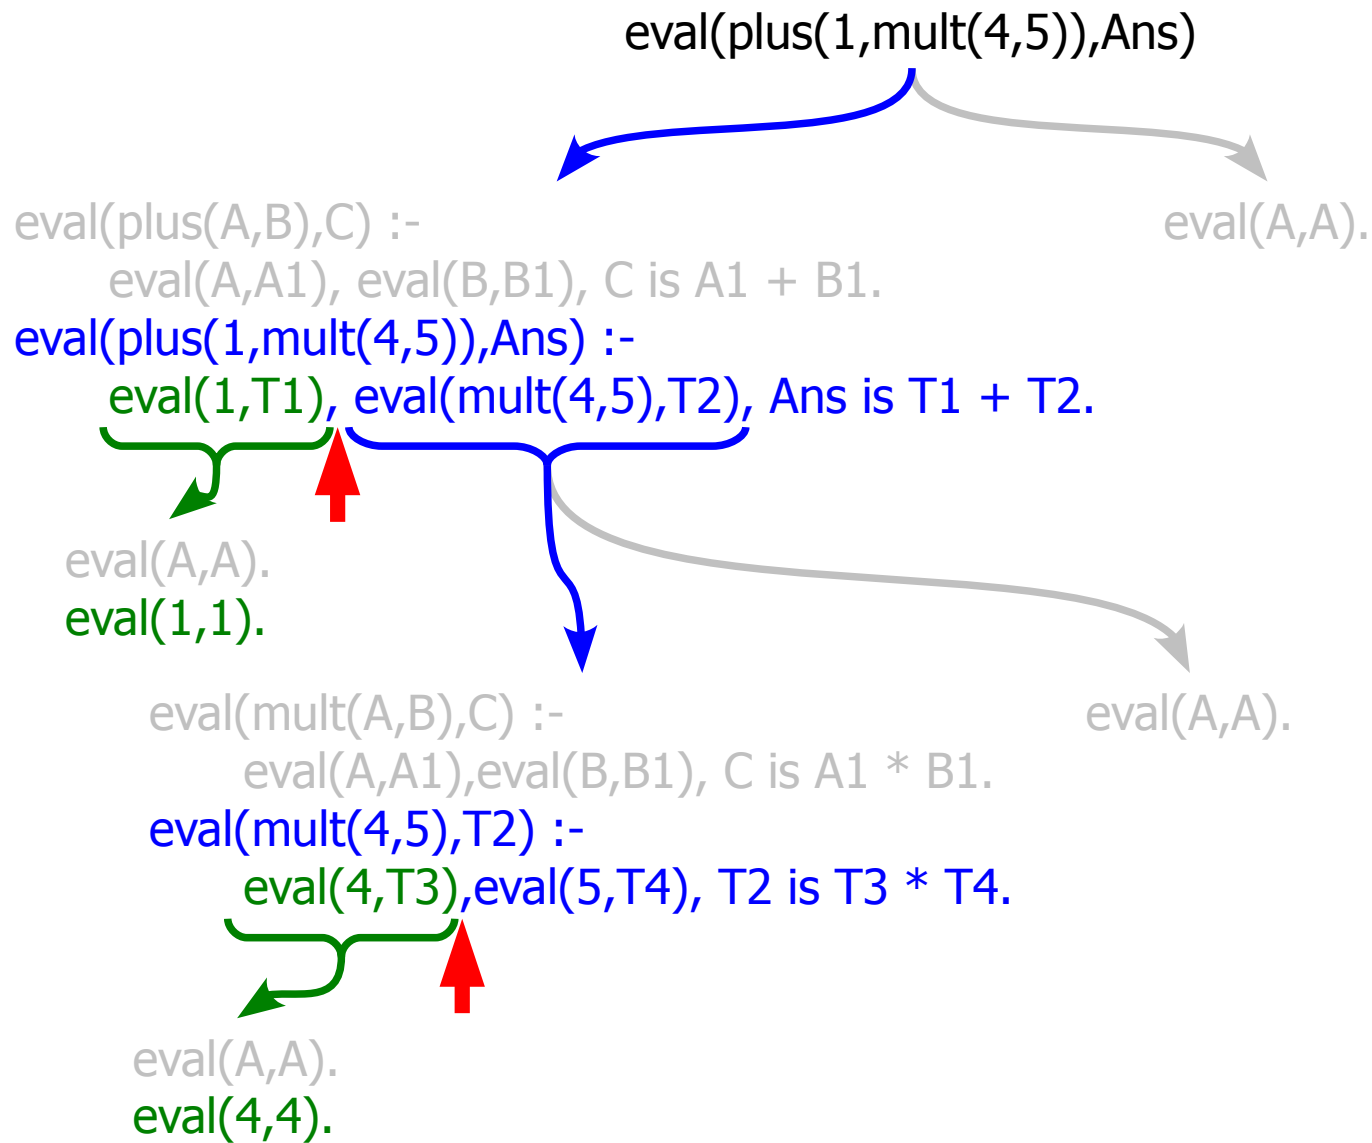 eval(plus(1,mult(4,5)),Ans)
eval(plus(A,B),C) :-
eval(A,A).
eval(A,A1), eval(B,B1), C is A1 + B1.
eval(plus(1,mult(4,5)),Ans) :-
eval(1,T1), eval(mult(4,5),T2), Ans is T1 + T2.
eval(A,A).
eval(1,1).
eval(mult(A,B),C) :-
eval(A,A).
eval(A,A1),eval(B,B1), C is A1 * B1.
eval(mult(4,5),T2) :-
eval(4,T3),eval(5,T4), T2 is T3 * T4.
eval(A,A).
eval(4,4).